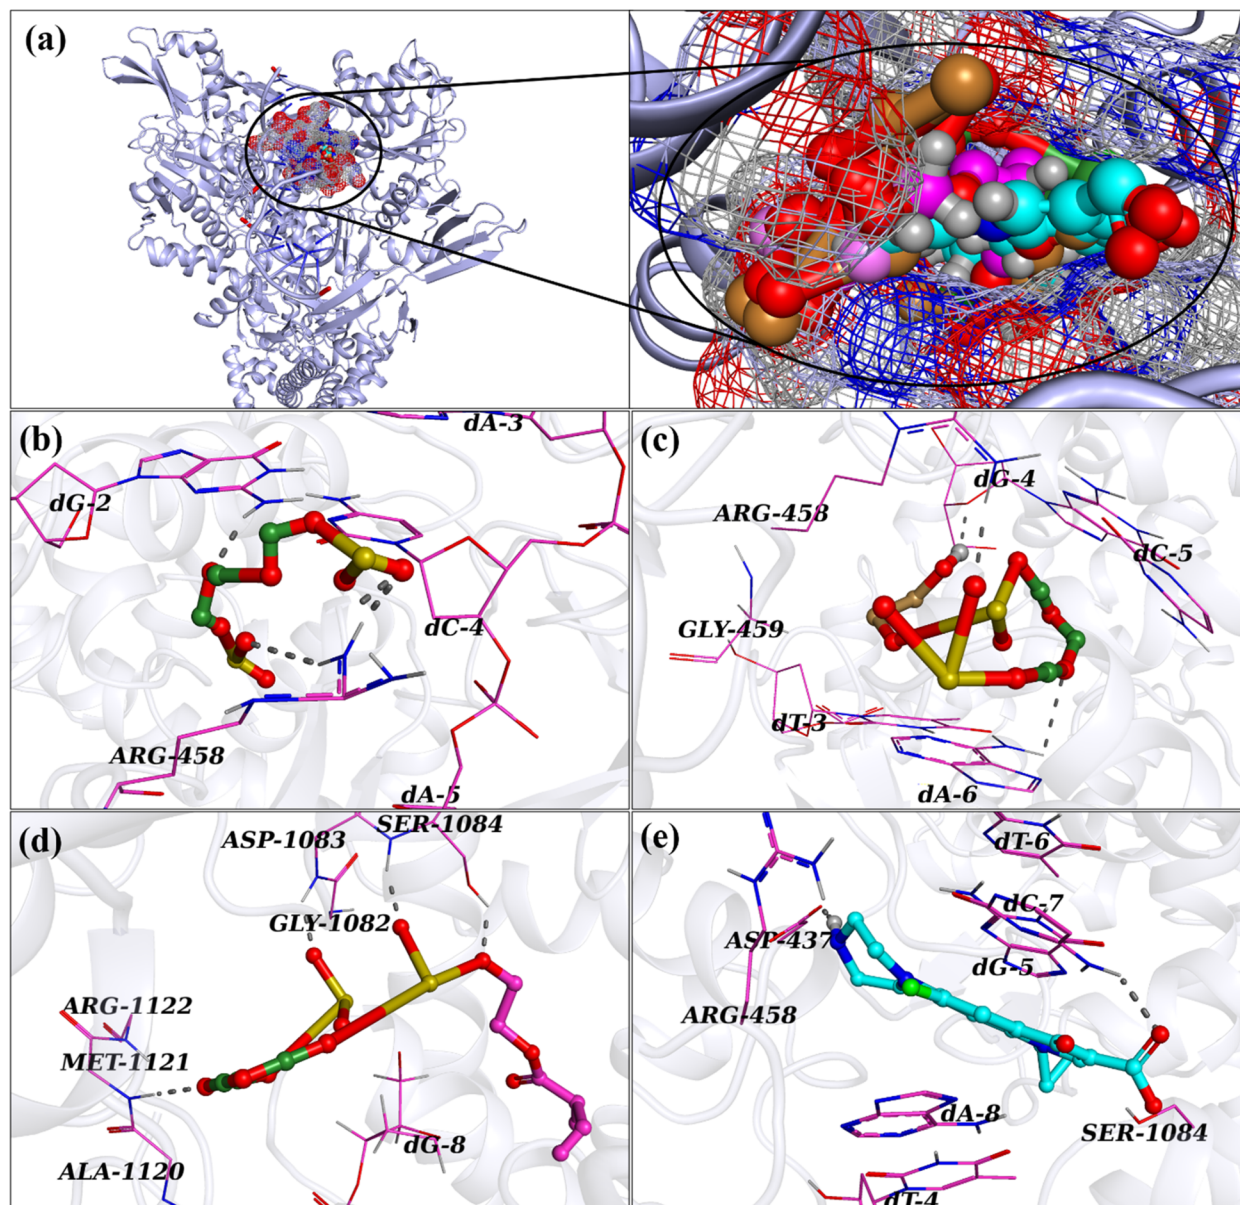 (a)
(b)
dA-3
dG-2
dC-4
ARG-458
dA-5
(c)
dG-4
ARG-458
dC-5
GLY-459
dT-3
dA-6
(d)
SER-1084
ASP-1083
GLY-1082
ARG-1122
MET-1121
dG-8
ALA-1120
(e)
dT-6
dC-7
ASP-437
dG-5
ARG-458
dA-8
SER-1084
dT-4